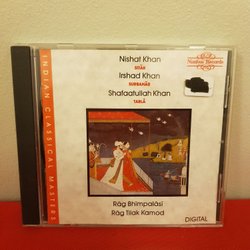 INDIAN CLASSICAL MASTERS
Nishat Khan
SITĀR
Irshad Khan
SURBAHĀR
Shafaatullah Khan
TABLĀ
Nimbus Records
Rāg Bhimpalāsi
Rāg Tilak Kamod
DIGITAL